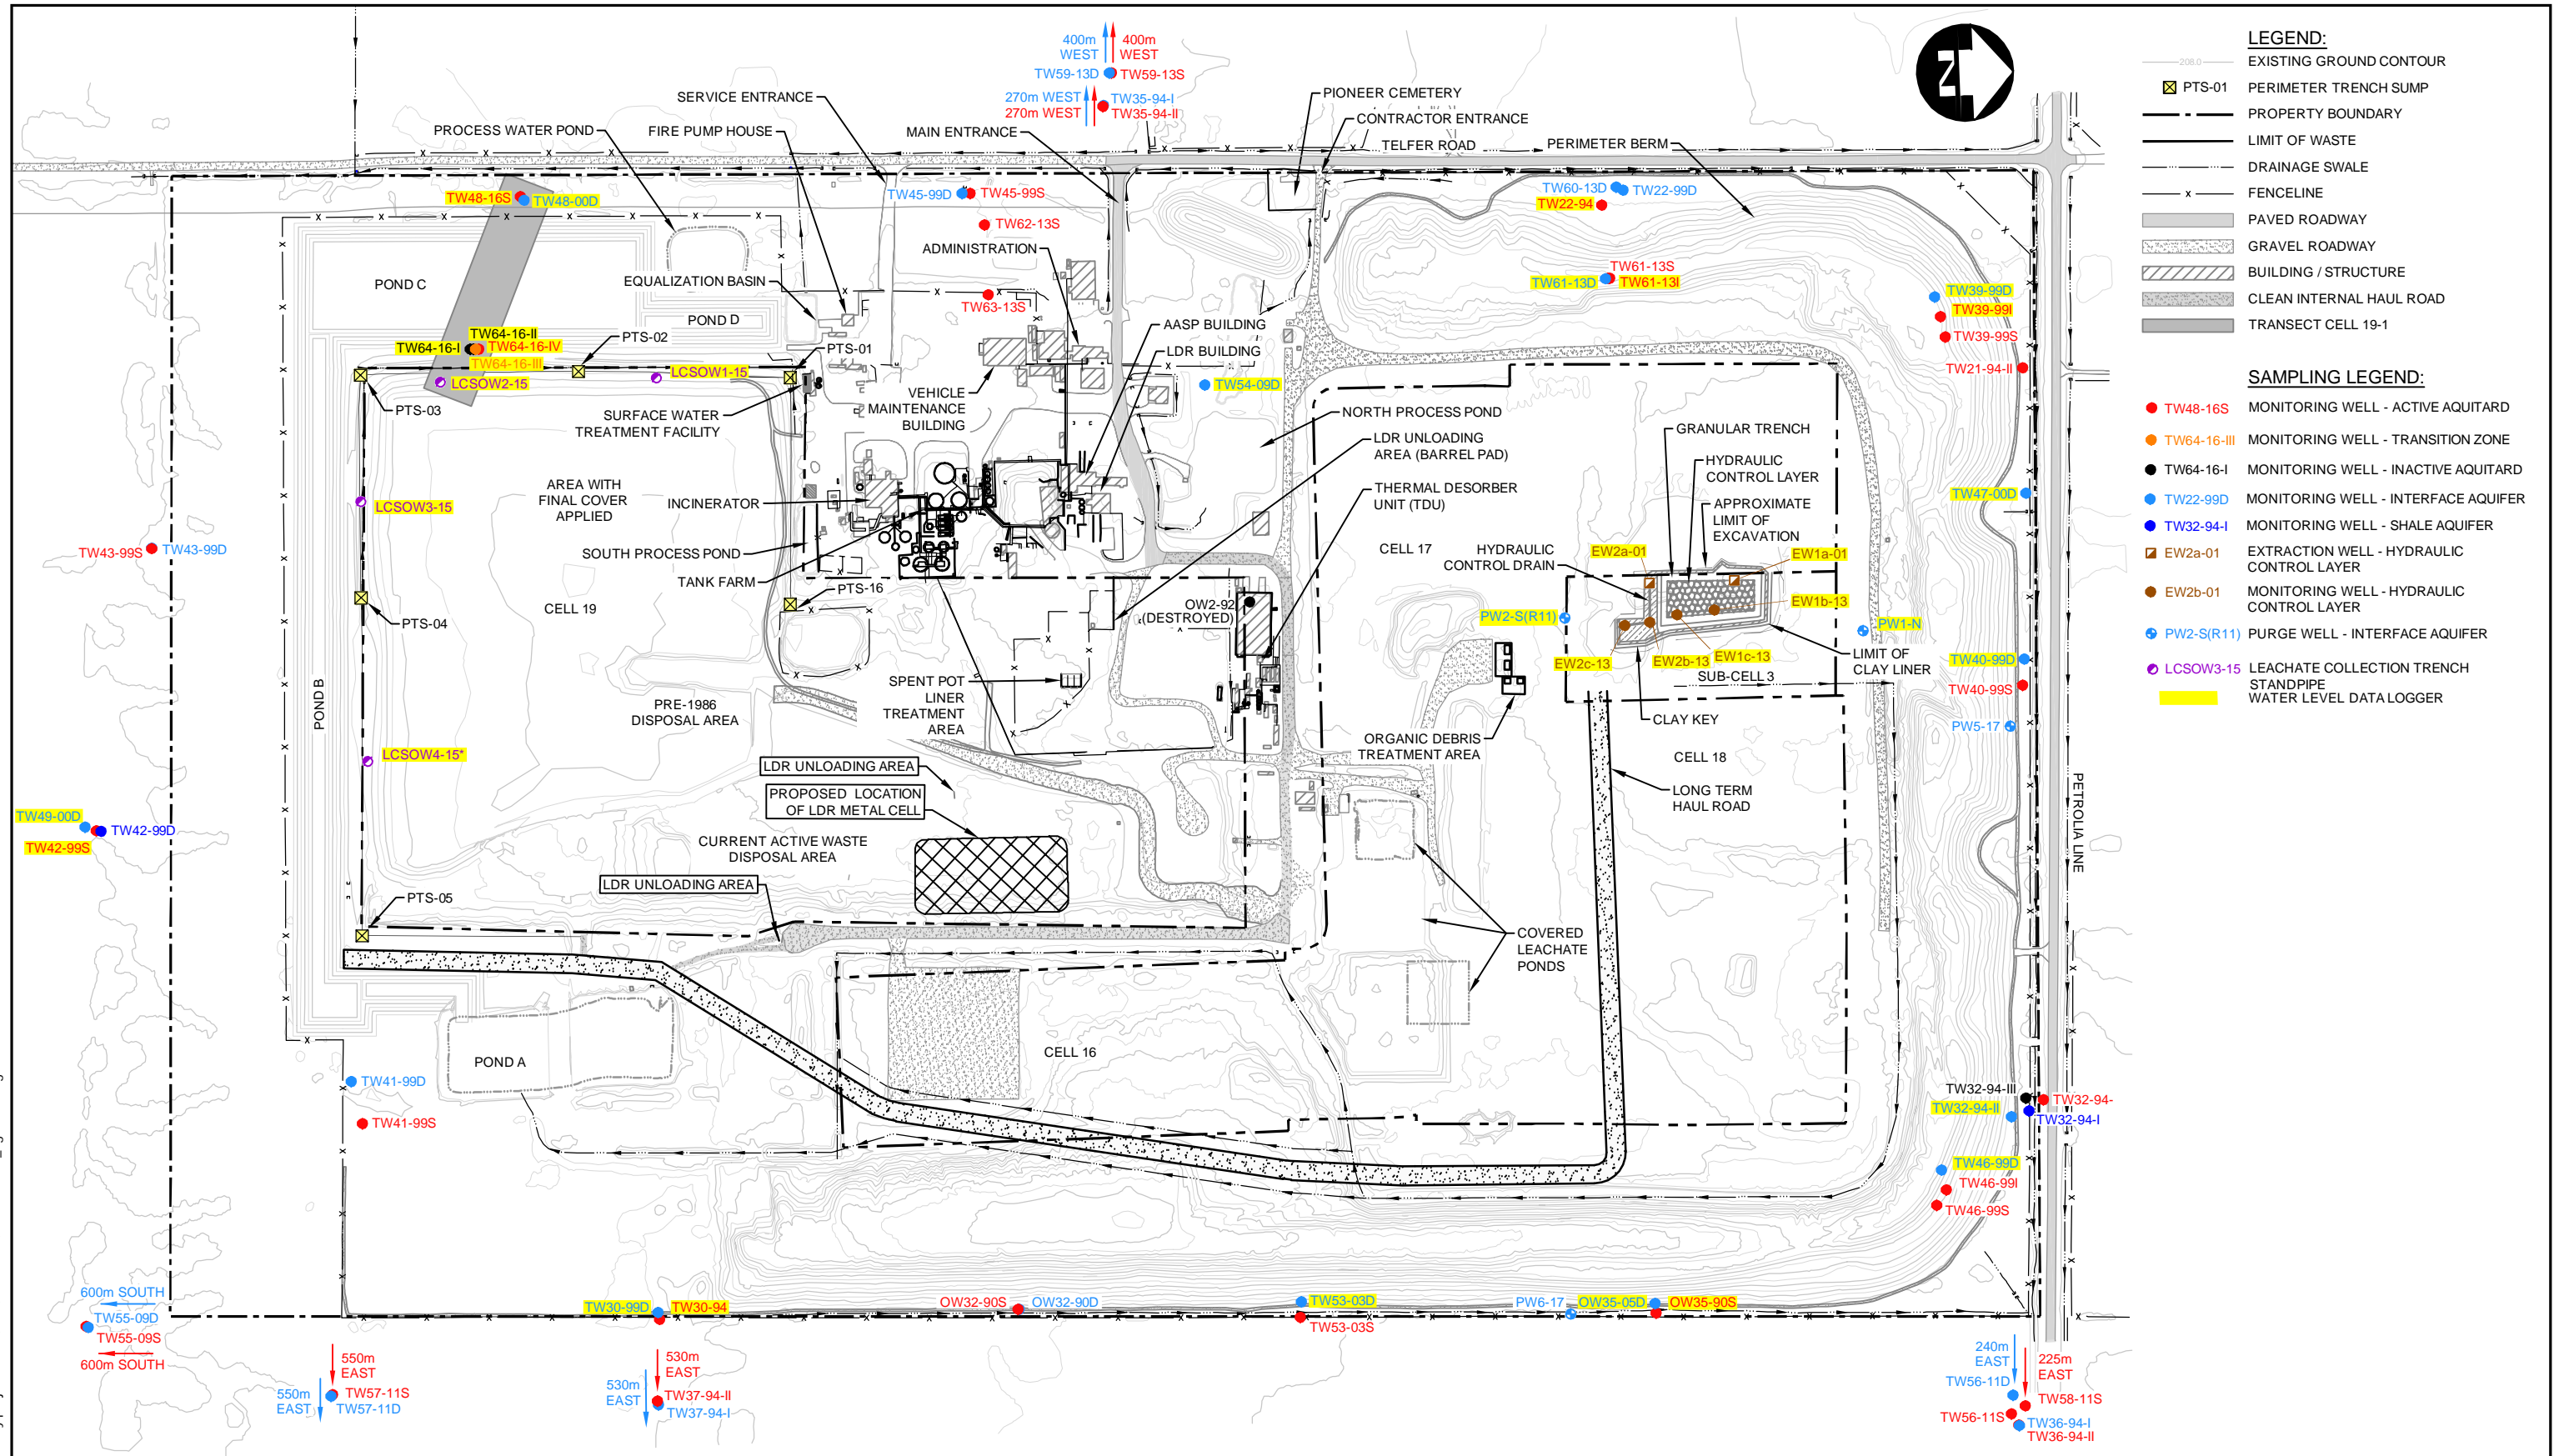 400m
WEST
400m
WEST
TW59-13D
TW59-13S
270m WEST
270m WEST
TW35-94-I
TW35-94-II
N
SERVICE ENTRANCE
PROCESS WATER POND
FIRE PUMP HOUSE
MAIN ENTRANCE
PIONEER CEMETERY
CONTRACTOR ENTRANCE
TELFER ROAD
PERIMETER BERM
TW48-16S
TW48-00D
TW45-99D
TW45-99S
TW62-13S
ADMINISTRATION
TW60-13D
TW22-99D
TW22-94
EQUALIZATION BASIN
POND C
POND D
TW63-13S
TW61-13S
TW61-13D
TW61-13I
TW39-99D
TW39-99I
TW39-99S
TW21-94-II
TW64-16-II
TW64-16-I
TW64-16-IV
TW64-16-III
PTS-02
PTS-01
LCSOW2-15
LCSOW1-15
PTS-03
AASP BUILDING
LDR BUILDING
TW54-09D
SURFACE WATER
TREATMENT FACILITY
VEHICLE
MAINTENANCE
BUILDING
NORTH PROCESS POND
LDR UNLOADING
AREA (BARREL PAD)
GRANULAR TRENCH
HYDRAULIC
CONTROL LAYER
APPROXIMATE
LIMIT OF
EXCAVATION
THERMAL DESORBER
UNIT (TDU)
AREA WITH
FINAL COVER
APPLIED
INCINERATOR
LCSOW3-15
TW43-99S
TW43-99D
SOUTH PROCESS POND
TANK FARM
CELL 17
HYDRAULIC
CONTROL DRAIN
EW2a-01
EW1a-01
TW47-00D
CELL 19
PTS-16
PTS-04
OW2-92
(DESTROYED)
PW2-S(R11)
EW1b-13
PW1-N
EW2c-13
EW2b-13
EW1c-13
SUB-CELL 3
LIMIT OF
CLAY LINER
TW40-99D
TW40-99S
PW5-17
POND B
PRE-1986
DISPOSAL AREA
SPENT POT
LINER
TREATMENT
AREA
ORGANIC DEBRIS
TREATMENT AREA
CLAY KEY
CELL 18
LONG TERM
HAUL ROAD
LCSOW4-15*
LDR UNLOADING AREA
PROPOSED LOCATION
OF LDR METAL CELL
TW49-00D
TW42-99D
TW42-99S
CURRENT ACTIVE WASTE
DISPOSAL AREA
LDR UNLOADING AREA
PETROLIA LINE
PTS-05
COVERED
LEACHATE
PONDS
POND A
CELL 16
TW41-99D
TW41-99S
TW32-94-III
TW32-94-
TW32-94-II
TW32-94-I
TW46-99D
TW46-99I
TW46-99S
600m SOUTH
TW55-09D
TW55-09S
600m SOUTH
TW30-99D
TW30-94
OW32-90S
OW32-90D
TW53-03D
TW53-03S
PW6-17
OW35-05D
OW35-90S
550m
EAST
TW57-11S
550m
EAST
TW57-11D
530m
EAST
TW37-94-II
530m
EAST
TW37-94-I
240m
EAST
225m
EAST
TW56-11D
TW58-11S
TW56-11S
TW36-94-I
TW36-94-II
LEGEND:
208.0 EXISTING GROUND CONTOUR
PTS-01 PERIMETER TRENCH SUMP
PROPERTY BOUNDARY
LIMIT OF WASTE
DRAINAGE SWALE
x FENCELINE
PAVED ROADWAY
GRAVEL ROADWAY
BUILDING / STRUCTURE
CLEAN INTERNAL HAUL ROAD
TRANSECT CELL 19-1
SAMPLING LEGEND:
TW48-16S MONITORING WELL - ACTIVE AQUITARD
TW64-16-III MONITORING WELL - TRANSITION ZONE
TW64-16-I MONITORING WELL - INACTIVE AQUITARD
TW22-99D MONITORING WELL - INTERFACE AQUIFER
TW32-94-I MONITORING WELL - SHALE AQUIFER
EW2a-01 EXTRACTION WELL - HYDRAULIC
CONTROL LAYER
EW2b-01 MONITORING WELL - HYDRAULIC
CONTROL LAYER
PW2-S(R11) PURGE WELL - INTERFACE AQUIFER
LCSOW3-15 LEACHATE COLLECTION TRENCH
STANDPIPE
WATER LEVEL DATA LOGGER